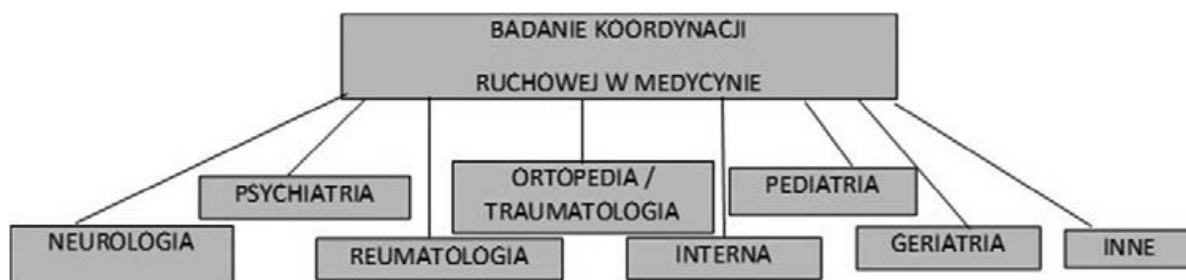 BADANIE KOORDYNACJI
RUCHOWEJ W MEDYCYNIE
PSYCHIATRIA
ORTOPEDIA /
TRAUMATOLOGIA
PEDIATRIA
NEUROLOGIA
REUMATOLOGIA
INTERNA
GERIATRIA
INNE